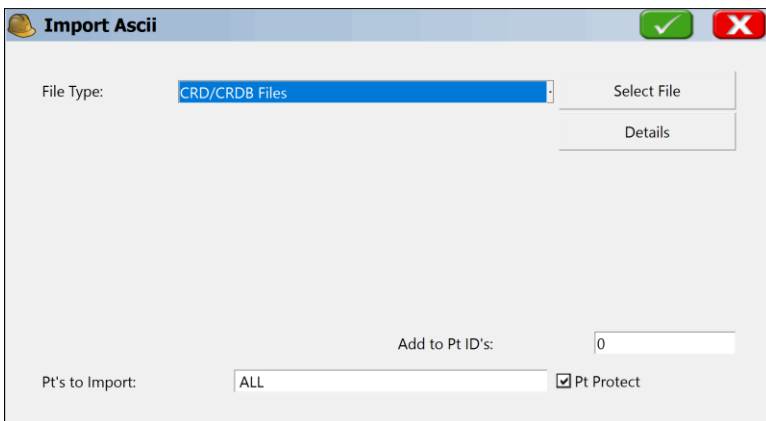 Import Ascii
File Type: CRD/CRDB Files Select File
Details
Add to Pt ID's: 0
Pt's to Import: ALL Pt Protect